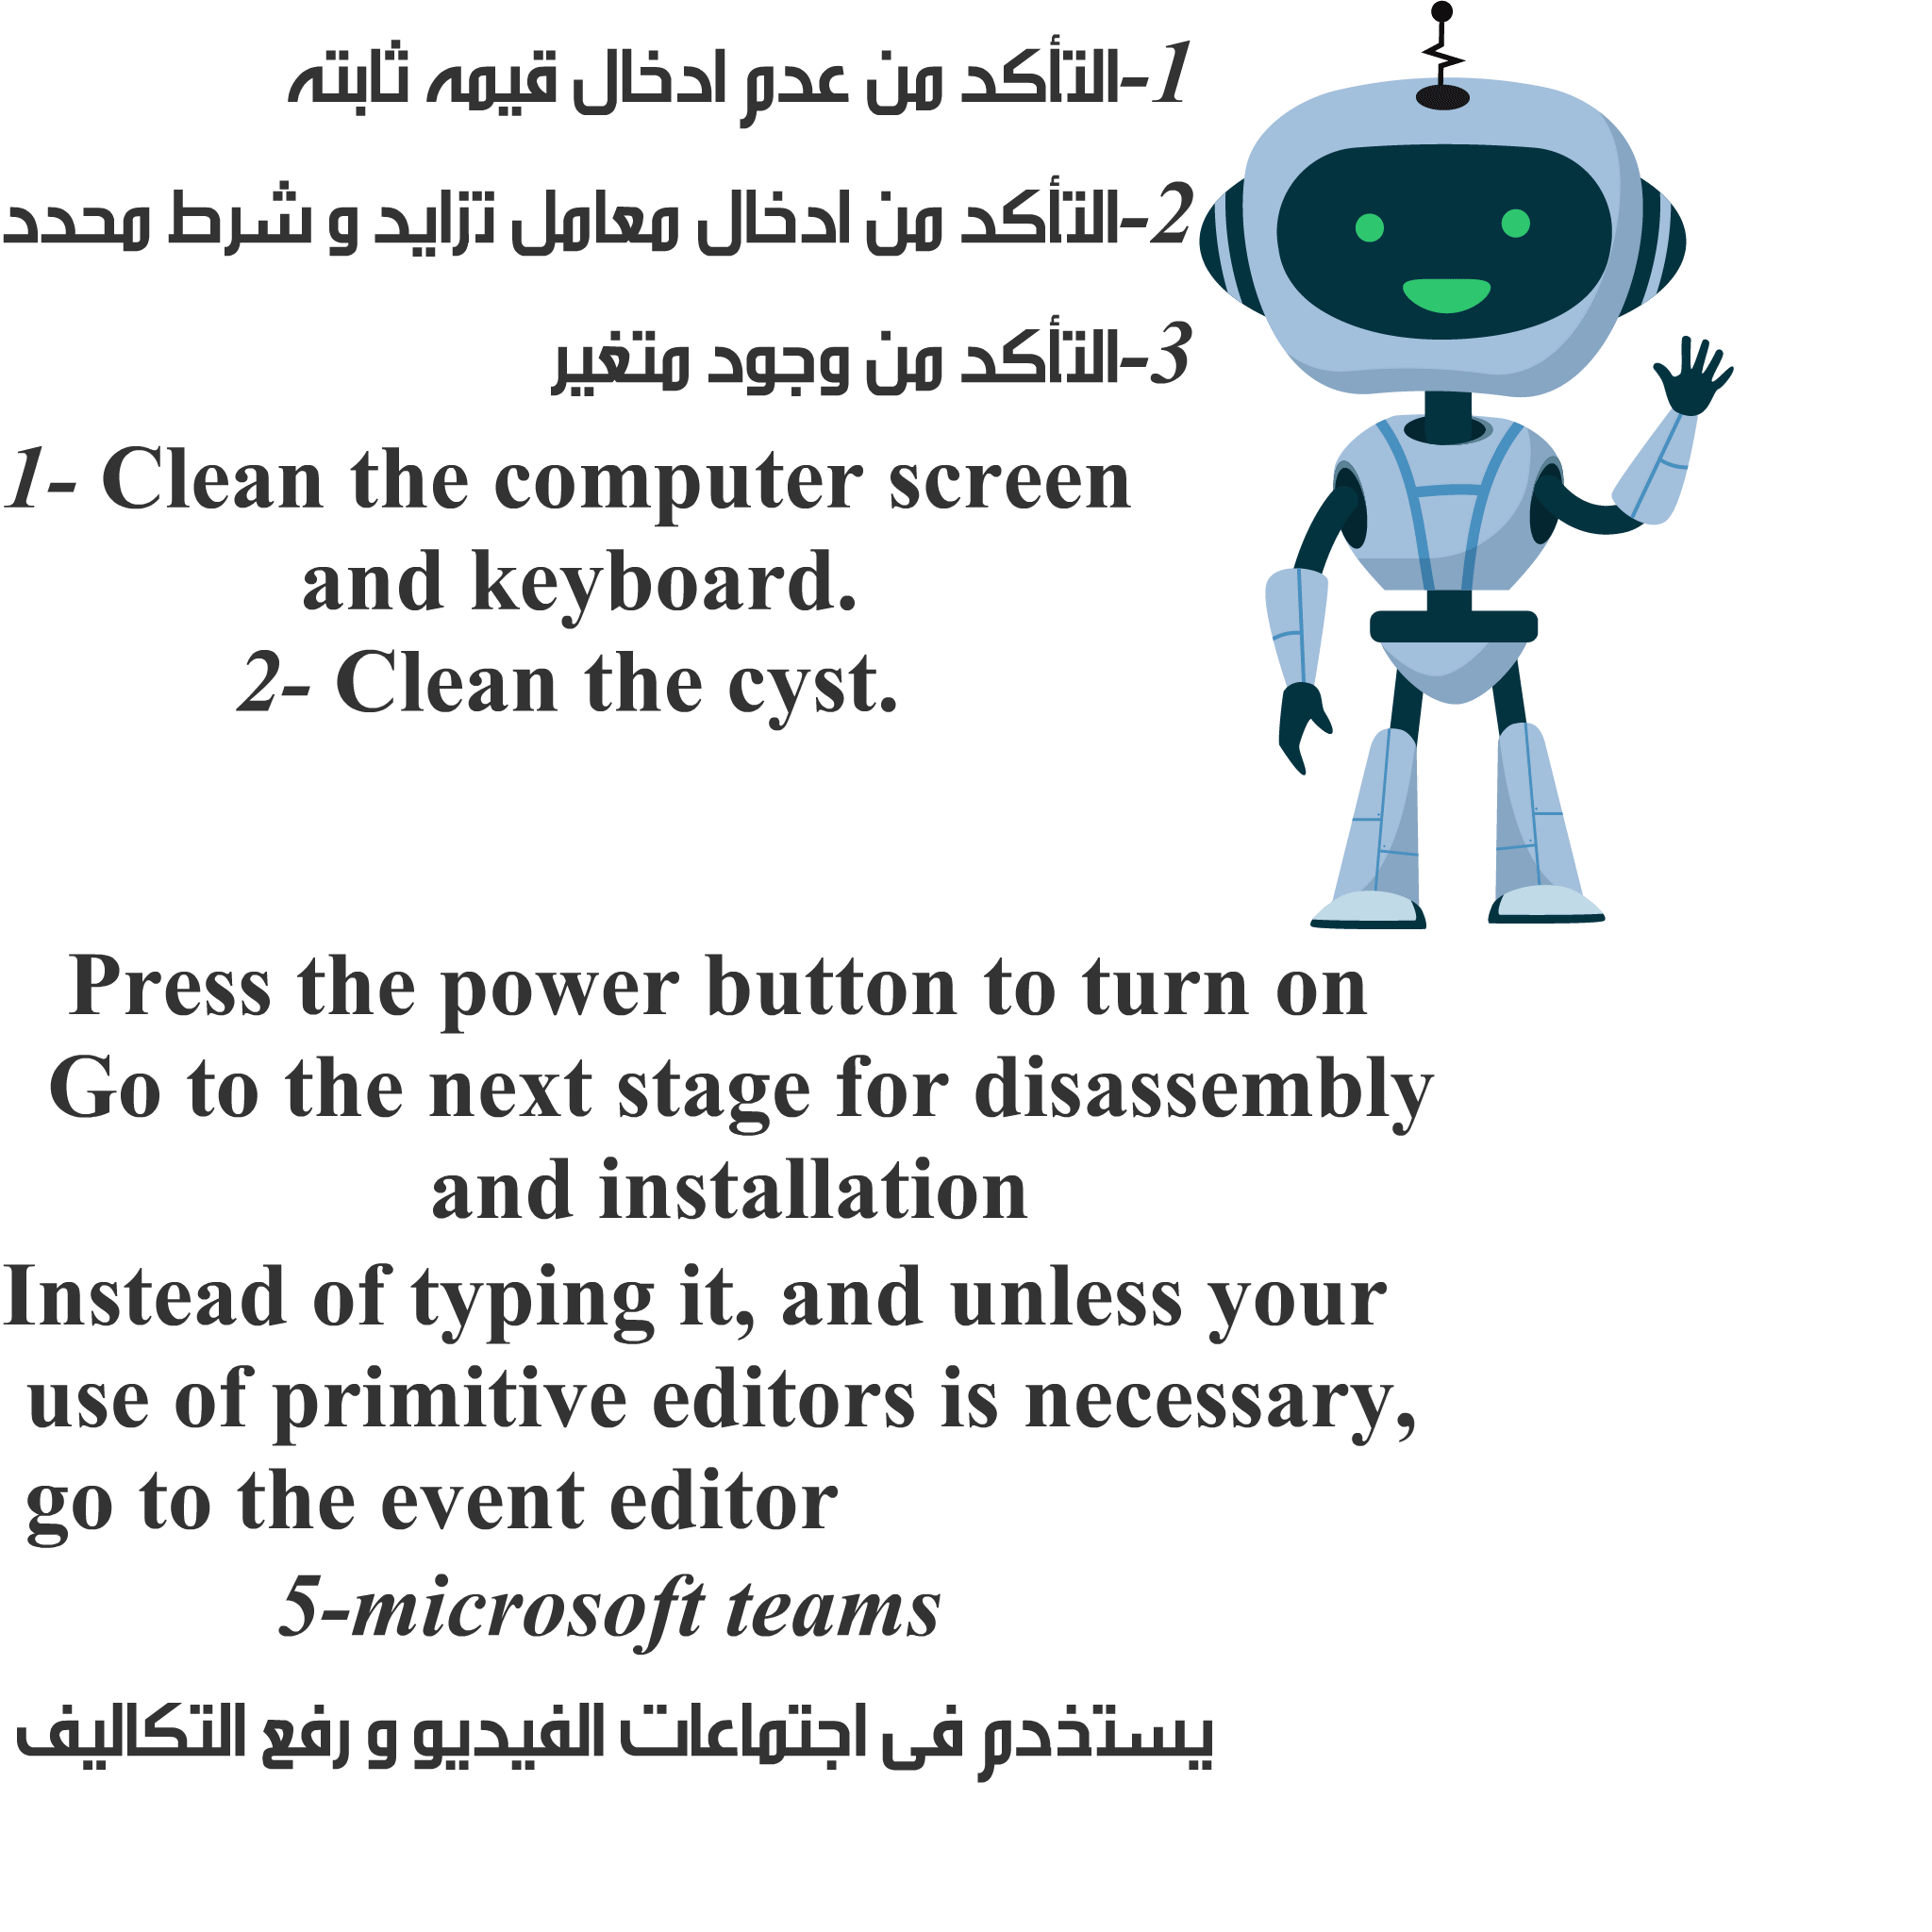 1-التأكد من عدم ادخال قيمه ثابته
2-التأكد من ادخال معامل تزايد و شرط محدد
3-التأكد من وجود متغير
1- Clean the computer screen
and keyboard.
2- Clean the cyst.
Press the power button to turn on
Go to the next stage for disassembly
and installation
Instead of typing it, and unless your
use of primitive editors is necessary,
go to the event editor
5-microsoft teams
يستخدم فى اجتماعات الفيديو و رفع التكاليف